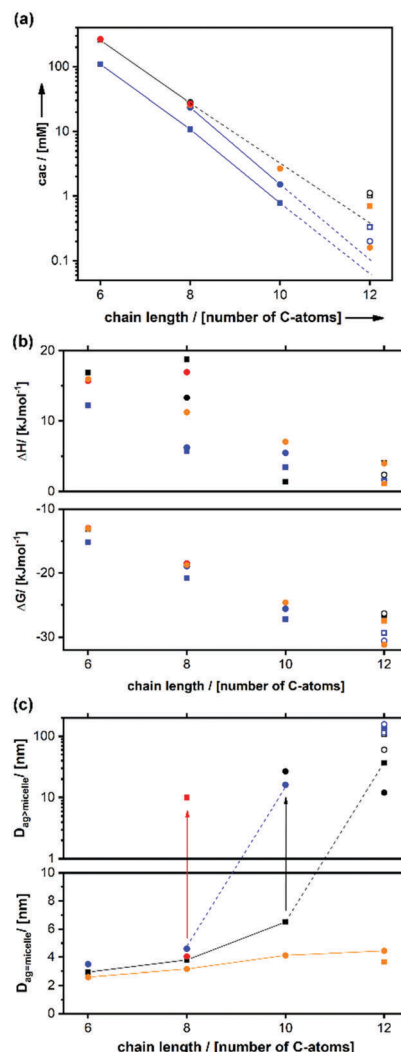 (a)
100
10
1
0.1
cac / [mM]
6
8
10
12
chain length / [number of C-atoms]
(b)
20
10
0
ΔH/ [kJmol⁻¹]
-10
-20
-30
ΔG/ [kJmol⁻¹]
6
8
10
12
chain length / [number of C-atoms]
(c)
100
10
1
D_ag>micelle/ [nm]
10
8
6
4
2
0
D_ag=micelle/ [nm]
6
8
10
12
chain length / [number of C-atoms]